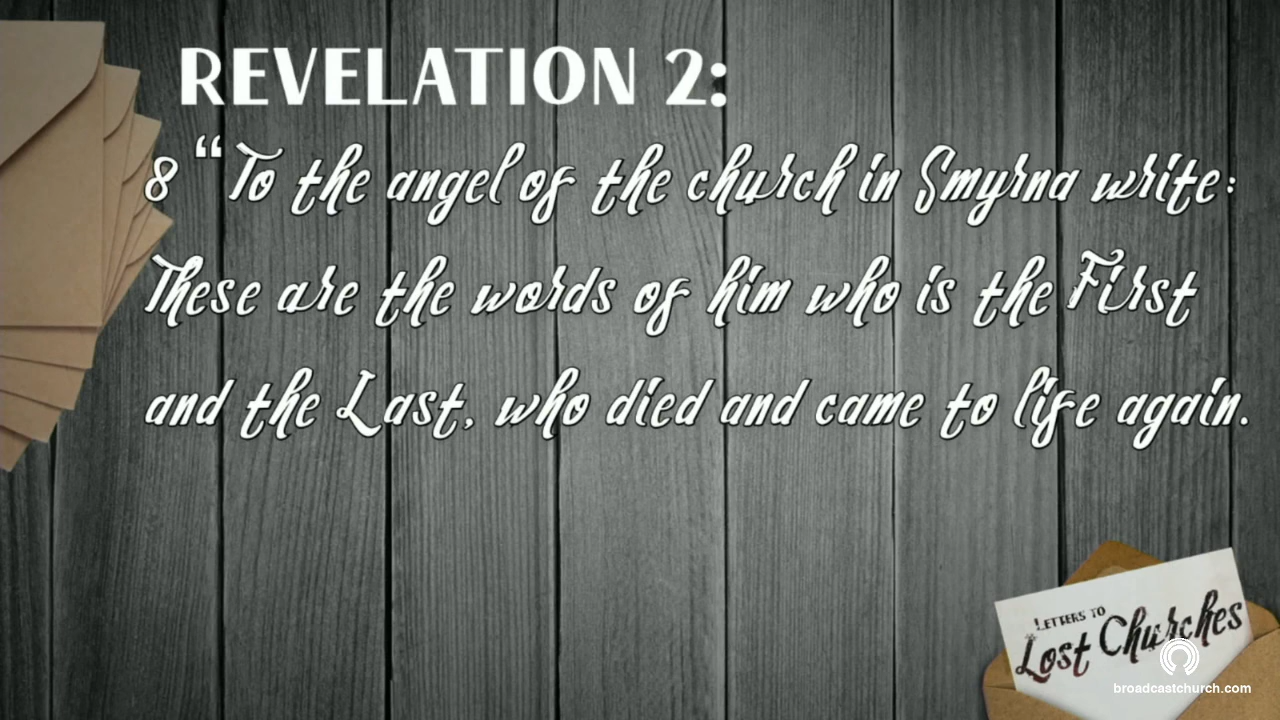 REVELATION 2:
8 “To the angel of the church in Smyrna write:
These are the words of him who is the First
and the Last, who died and came to life again.
LETTERS TO
Lost Churches
broadcastchurch.com